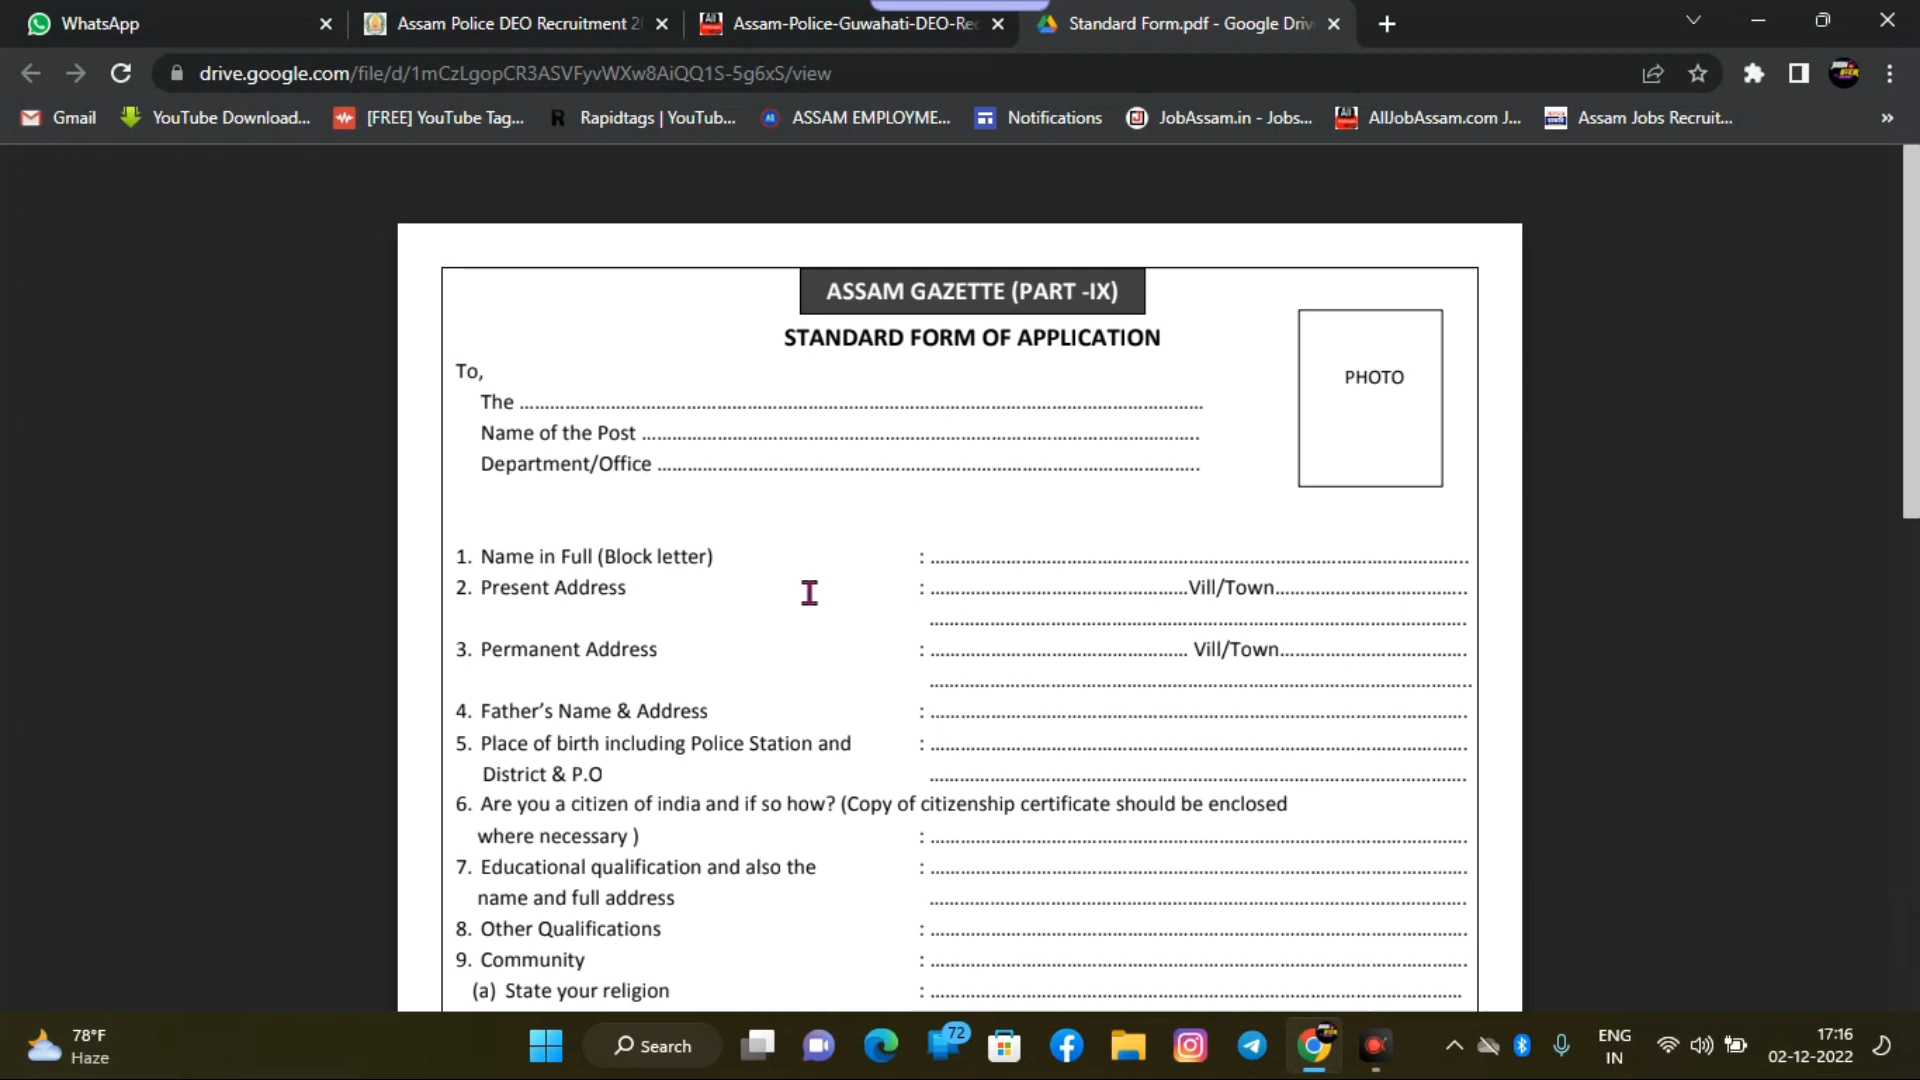 WhatsApp
Assam Police DEO Recruitment 2
Assam-Police-Guwahati-DEO-Rec
Standard Form.pdf - Google Driv
drive.google.com/file/d/1mCzLgopCR3ASVFyvWXw8AiQQ1S-5g6xS/view
Gmail
YouTube Download...
[FREE] YouTube Tag...
Rapidtags | YouTub...
ASSAM EMPLOYME...
Notifications
JobAssam.in - Jobs...
AllJobAssam.com J...
Assam Jobs Recruit...
ASSAM GAZETTE (PART -IX)
STANDARD FORM OF APPLICATION
PHOTO
To,
The ........................................................
Name of the Post ........................................................
Department/Office ........................................................
1. Name in Full (Block letter) : ........................................................
2. Present Address : ............................Vill/Town............................
........................................................
3. Permanent Address : ............................ Vill/Town............................
........................................................
4. Father’s Name & Address : ........................................................
5. Place of birth including Police Station and : ........................................................
District & P.O ........................................................
6. Are you a citizen of india and if so how? (Copy of citizenship certificate should be enclosed
where necessary ) : ........................................................
7. Educational qualification and also the : ........................................................
name and full address ........................................................
8. Other Qualifications : ........................................................
9. Community : ........................................................
(a) State your religion : ........................................................
78°F
Haze
Search
72
ENG
IN
17:16
02-12-2022